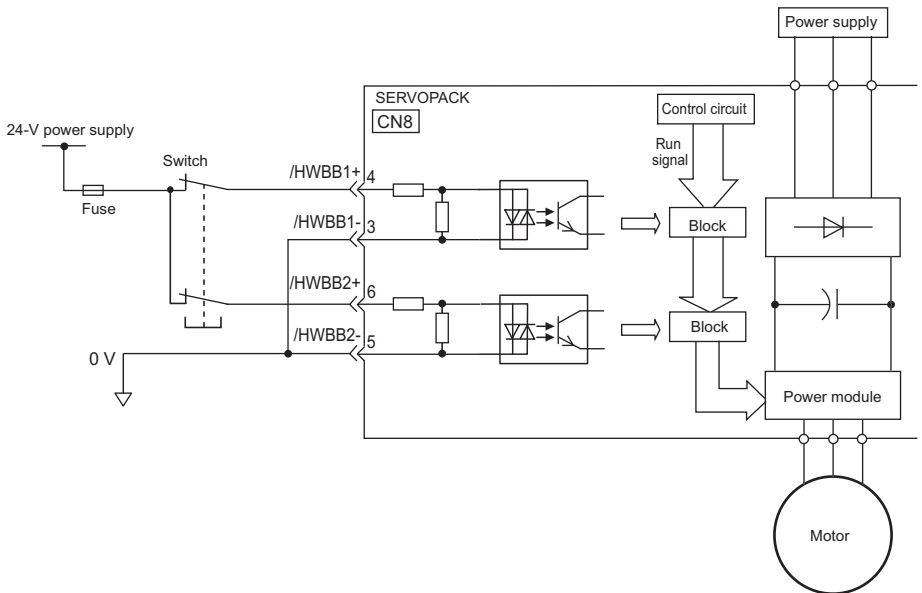 Power supply
SERVOPACK
CN8
Control circuit
24-V power supply
Run
signal
Switch
/HWBB1+
4
Fuse
/HWBB1-
3
Block
/HWBB2+
6
/HWBB2-
5
Block
0 V
Power module
Motor